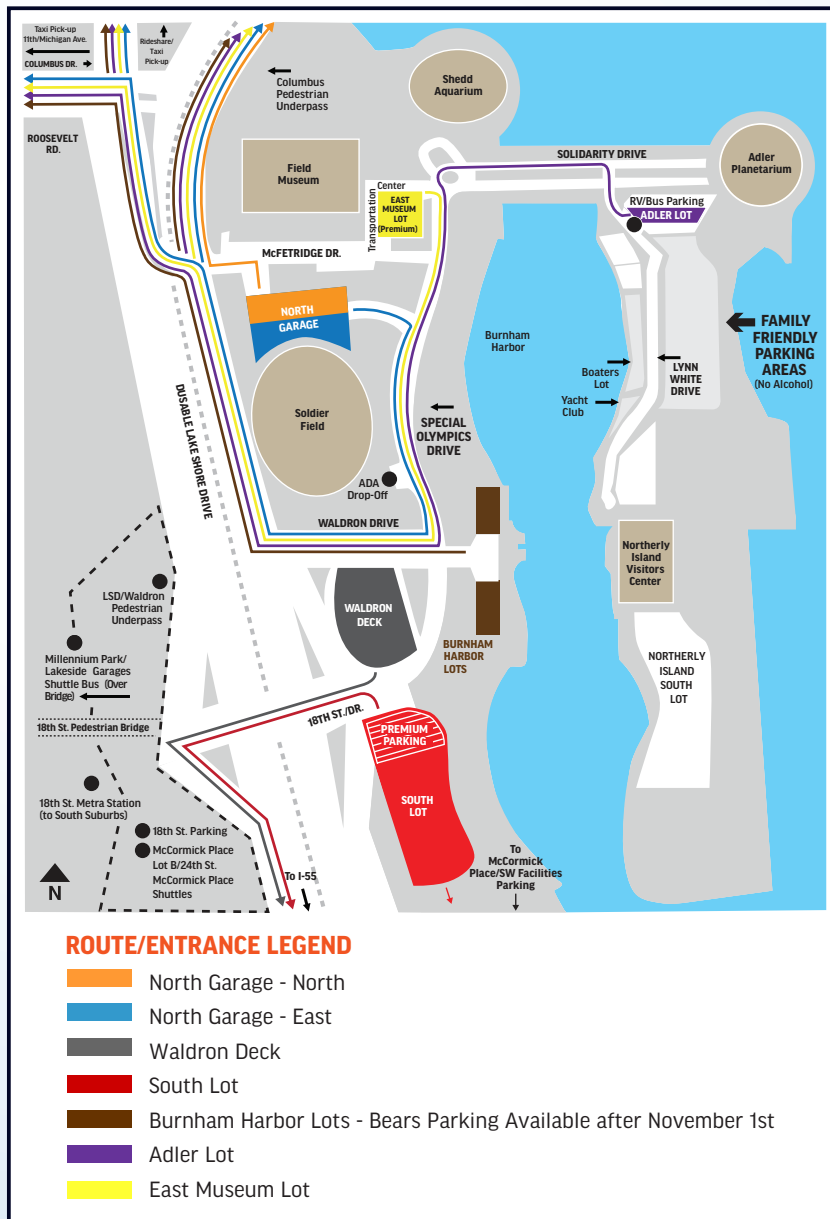 Taxi Pick-up
11th/Michigan Ave.
COLUMBUS DR.
Rideshare/
Taxi
Pick-up
ROOSEVELT
RD.
Columbus
Pedestrian
Underpass
Shedd
Aquarium
SOLIDARITY DRIVE
Adler
Planetarium
Field
Museum
Transportation
Center
EAST
MUSEUM
LOT
(Premium)
RV/Bus Parking
ADLER LOT
McFETRIDGE DR.
NORTH
GARAGE
Burnham
Harbor
FAMILY
FRIENDLY
PARKING
AREAS
(No Alcohol)
Boaters
Lot
LYNN
WHITE
DRIVE
Yacht
Club
DUSABLE LAKE SHORE DRIVE
Soldier
Field
SPECIAL
OLYMPICS
DRIVE
ADA
Drop-Off
WALDRON DRIVE
Northerly
Island
Visitors
Center
LSD/Waldron
Pedestrian
Underpass
WALDRON
DECK
BURNHAM
HARBOR
LOTS
Millennium Park/
Lakeside Garages
Shuttle Bus (Over
Bridge)
NORTHERLY
ISLAND
SOUTH
LOT
18th St. Pedestrian Bridge
18TH ST./DR.
PREMIUM
PARKING
SOUTH
LOT
18th St. Metra Station
(to South Suburbs)
18th St. Parking
McCormick Place
Lot B/24th St.
McCormick Place
Shuttles
To I-55
To
McCormick
Place/SW Facilities
Parking
N
ROUTE/ENTRANCE LEGEND
North Garage - North
North Garage - East
Waldron Deck
South Lot
Burnham Harbor Lots - Bears Parking Available after November 1st
Adler Lot
East Museum Lot